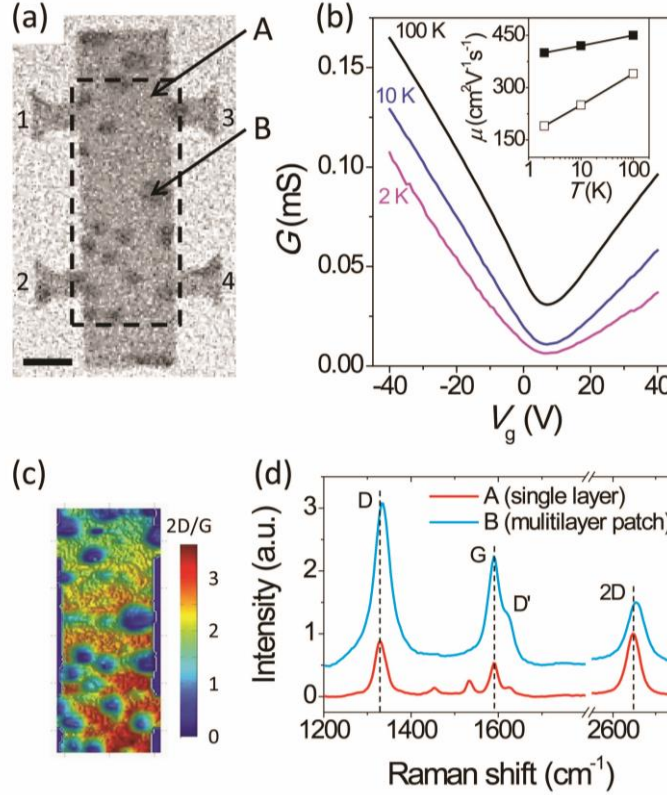 (a)
A
B
1
3
2
4
(b)
0.15
0.10
0.05
0.00
G(mS)
100 K
10 K
2 K
-40
-20
0
20
40
Vg (V)
450
300
150
μ(cm²V⁻¹s⁻¹)
1
10
100
T(K)
(c)
2D/G
3
2
1
0
(d)
3
2
1
0
Intensity (a.u.)
D
A (single layer)
B (mulitilayer patch)
G
D'
2D
1200
1600
2600
Raman shift (cm⁻¹)